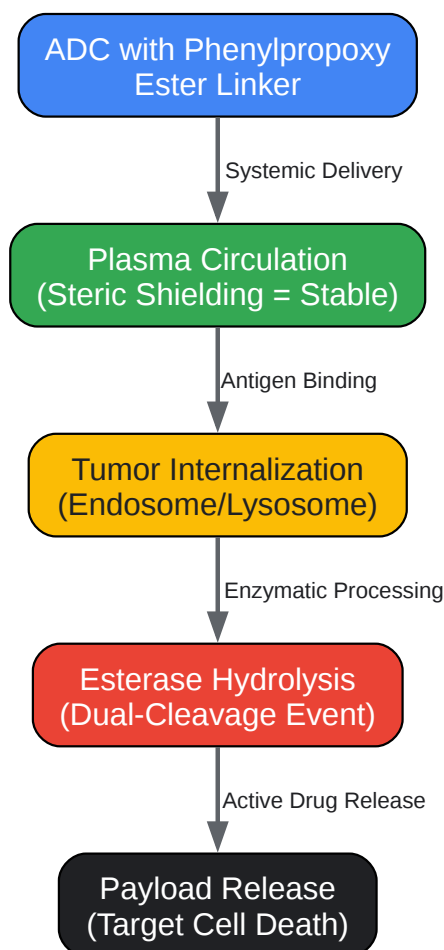 ADC with Phenylpropoxy
Ester Linker
Systemic Delivery
Plasma Circulation
(Steric Shielding = Stable)
Antigen Binding
Tumor Internalization
(Endosome/Lysosome)
Enzymatic Processing
Esterase Hydrolysis
(Dual-Cleavage Event)
Active Drug Release
Payload Release
(Target Cell Death)